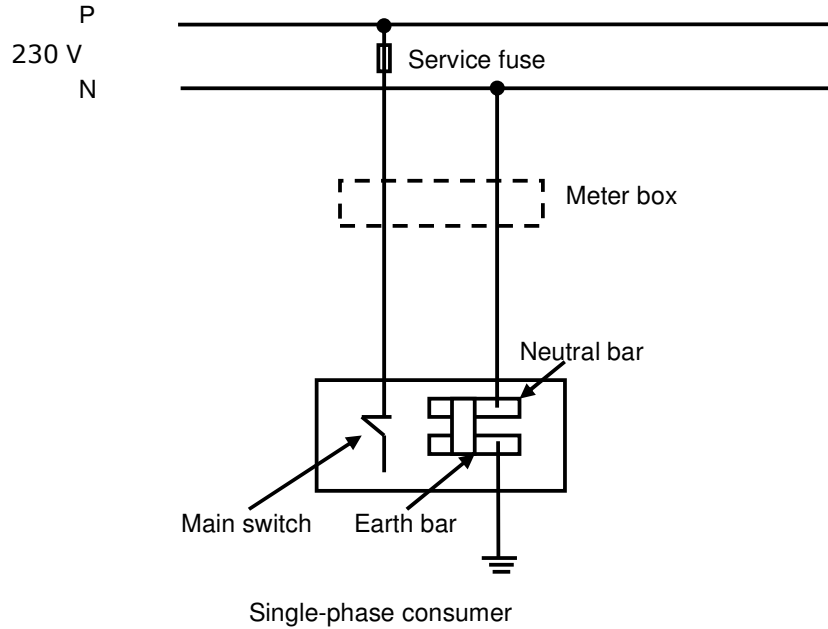 P
230 V
Service fuse
N
Meter box
Neutral bar
Main switch
Earth bar
Single-phase consumer